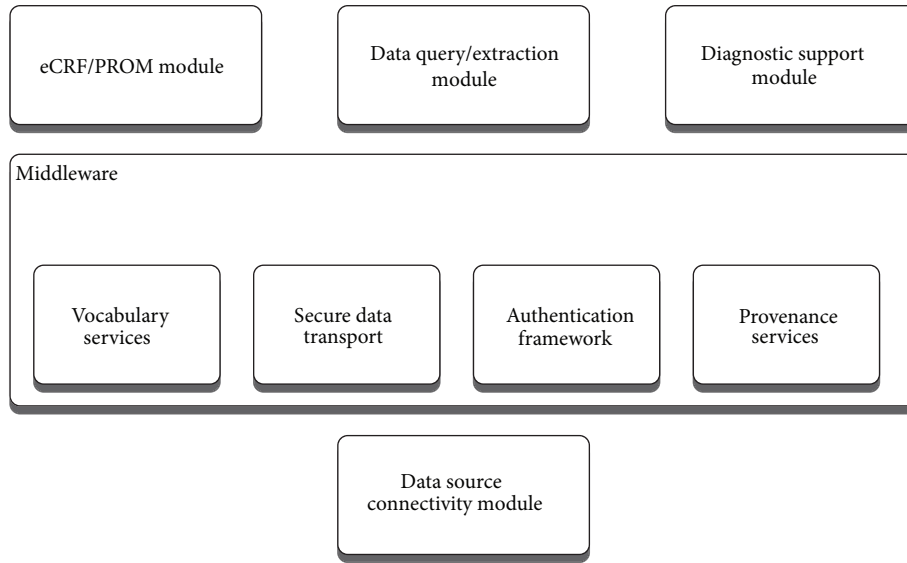 eCRF/PROM module
Data query/extraction
module
Diagnostic support
module
Middleware
Vocabulary
services
Secure data
transport
Authentication
framework
Provenance
services
Data source
connectivity module